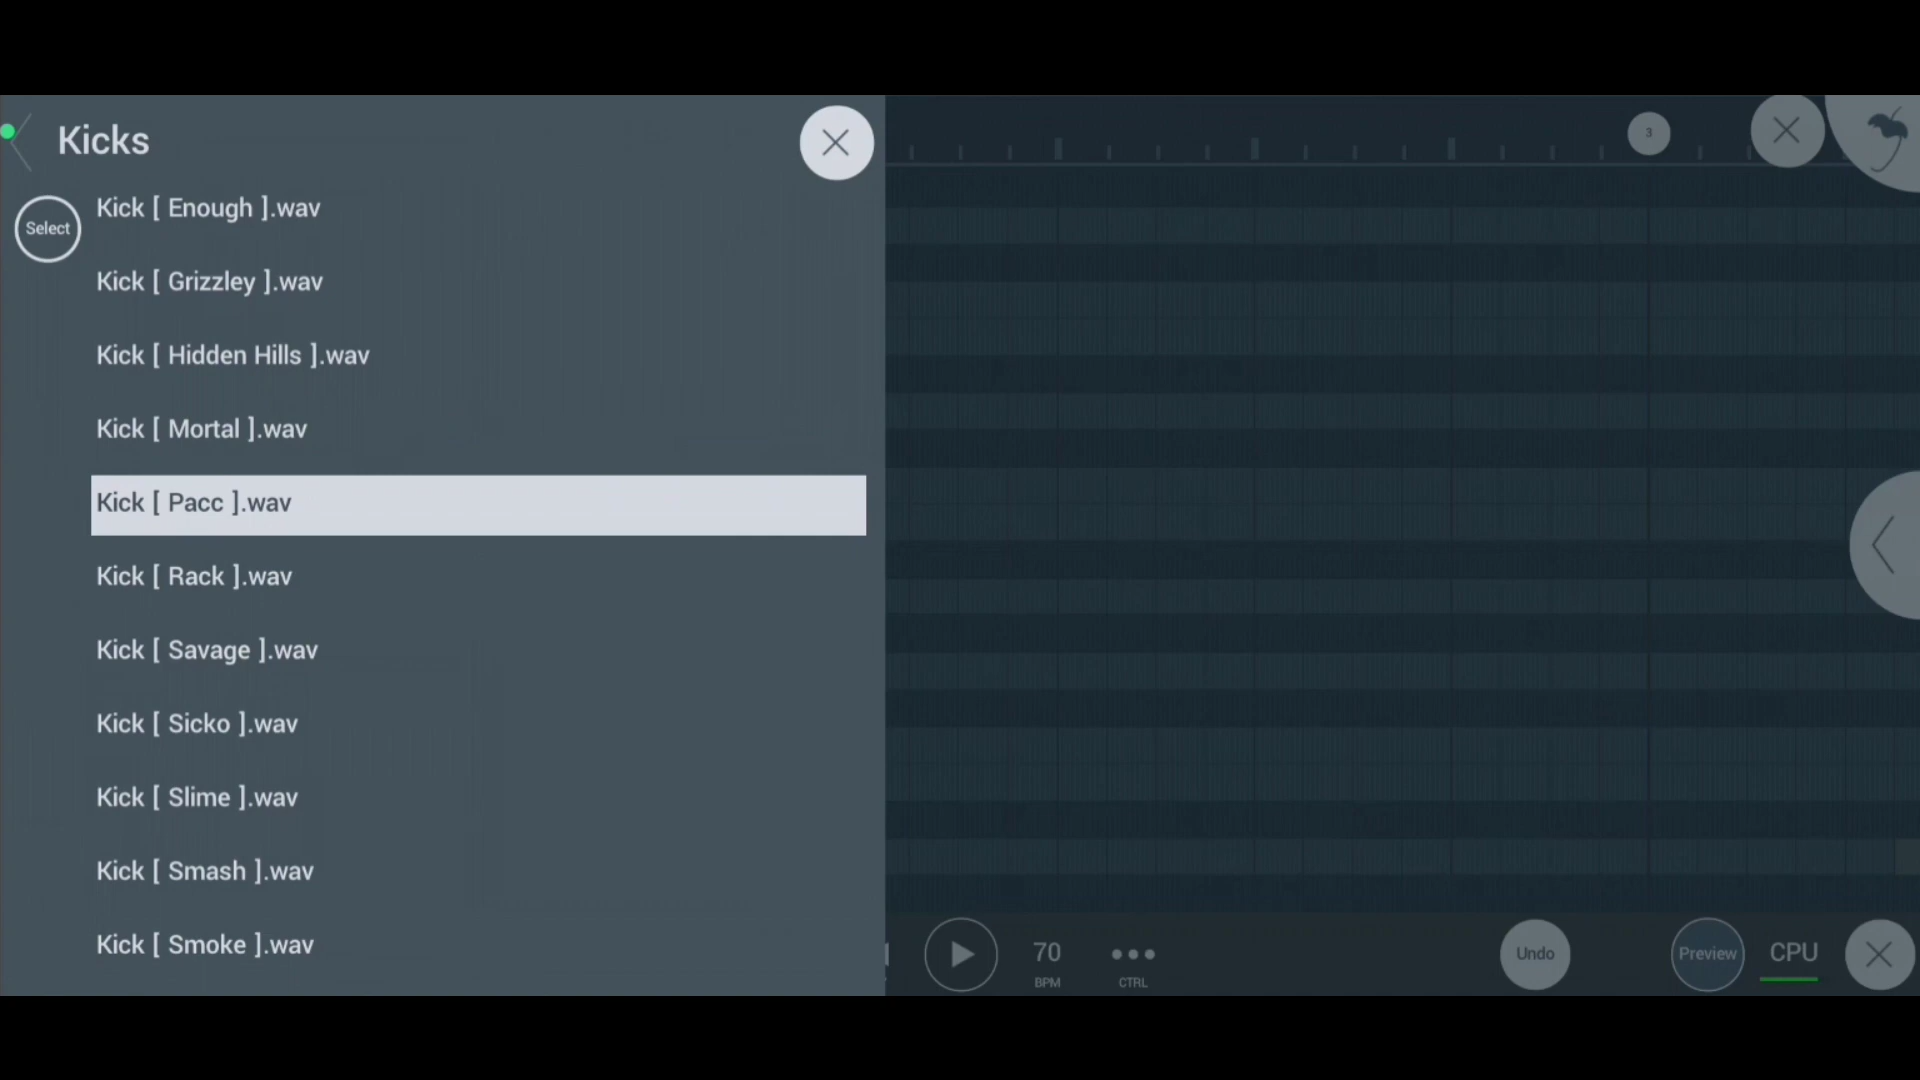 Kicks
Select
Kick [ Enough ].wav
Kick [ Grizzley ].wav
Kick [ Hidden Hills ].wav
Kick [ Mortal ].wav
Kick [ Pacc ].wav
Kick [ Rack ].wav
Kick [ Savage ].wav
Kick [ Sicko ].wav
Kick [ Slime ].wav
Kick [ Smash ].wav
Kick [ Smoke ].wav
3
70
BPM
CTRL
Undo
Preview
CPU